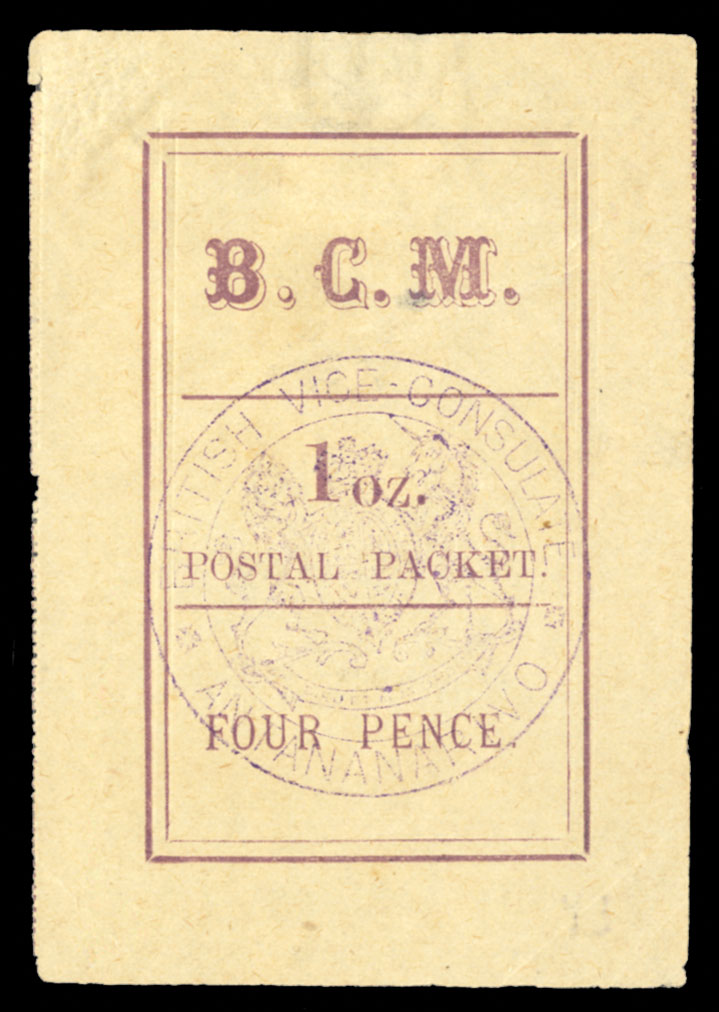 B. C. M.
BRITISH VICE-CONSULATE
1 oz.
POSTAL PACKET.
FOUR PENCE.
ANTANANARIVO